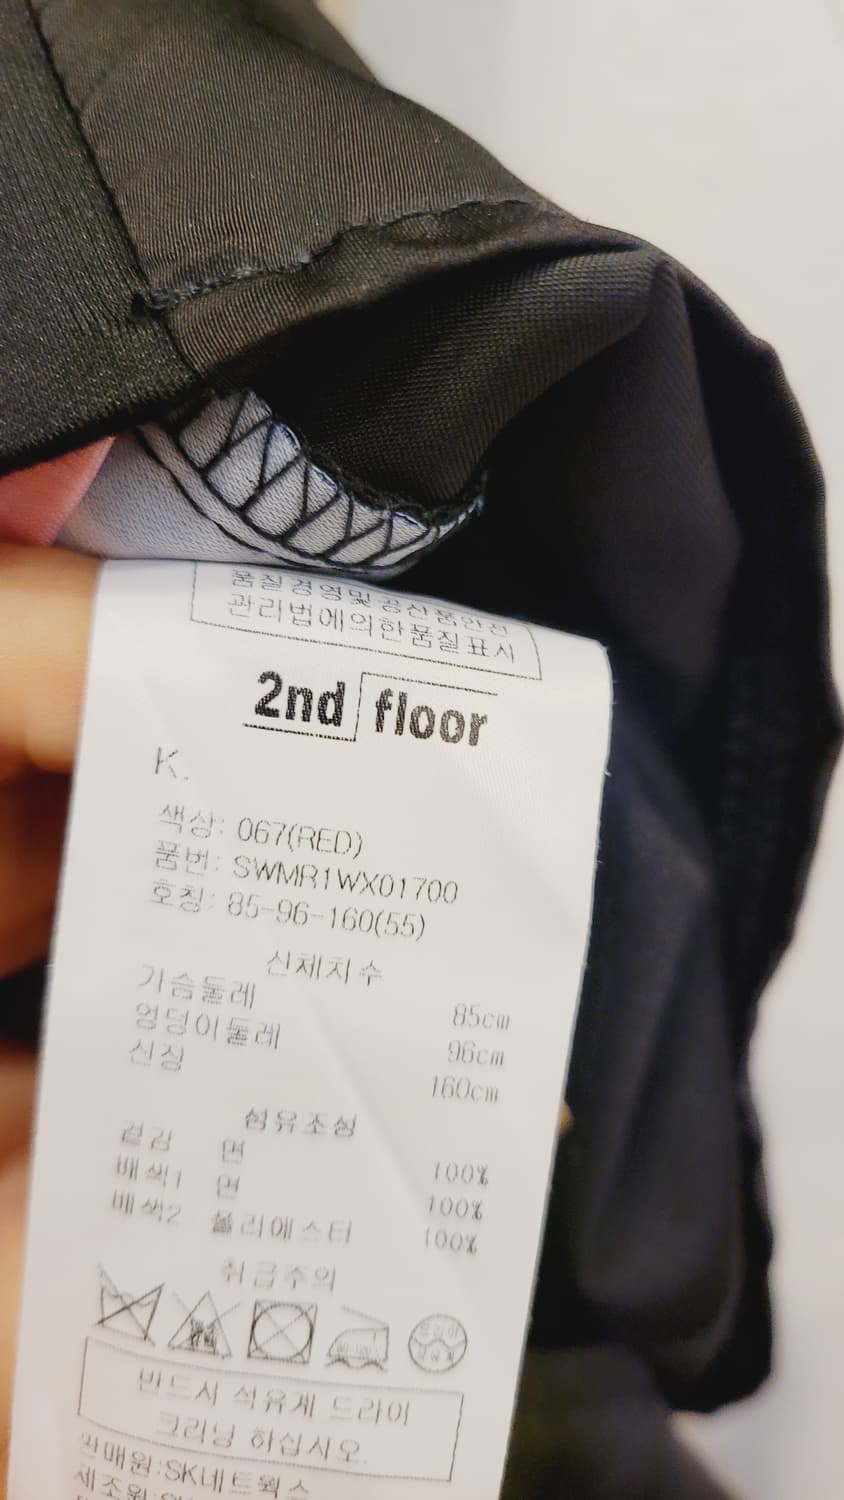 품질경영및공산품안전
관리법에의한품질표시
2nd floor
K.
색상: 067(RED)
품번: SWMR1WX01700
호칭: 85-96-160(55)
신체치수
가슴둘레 85cm
엉덩이둘레 96cm
신장 160cm
섬유조성
겉감 면 100%
배색1 면 100%
배색2 폴리에스터 100%
취급주의
반드시 석유계 드라이
크리닝 하십시오.
판매원:SK네트웍스
제조원: